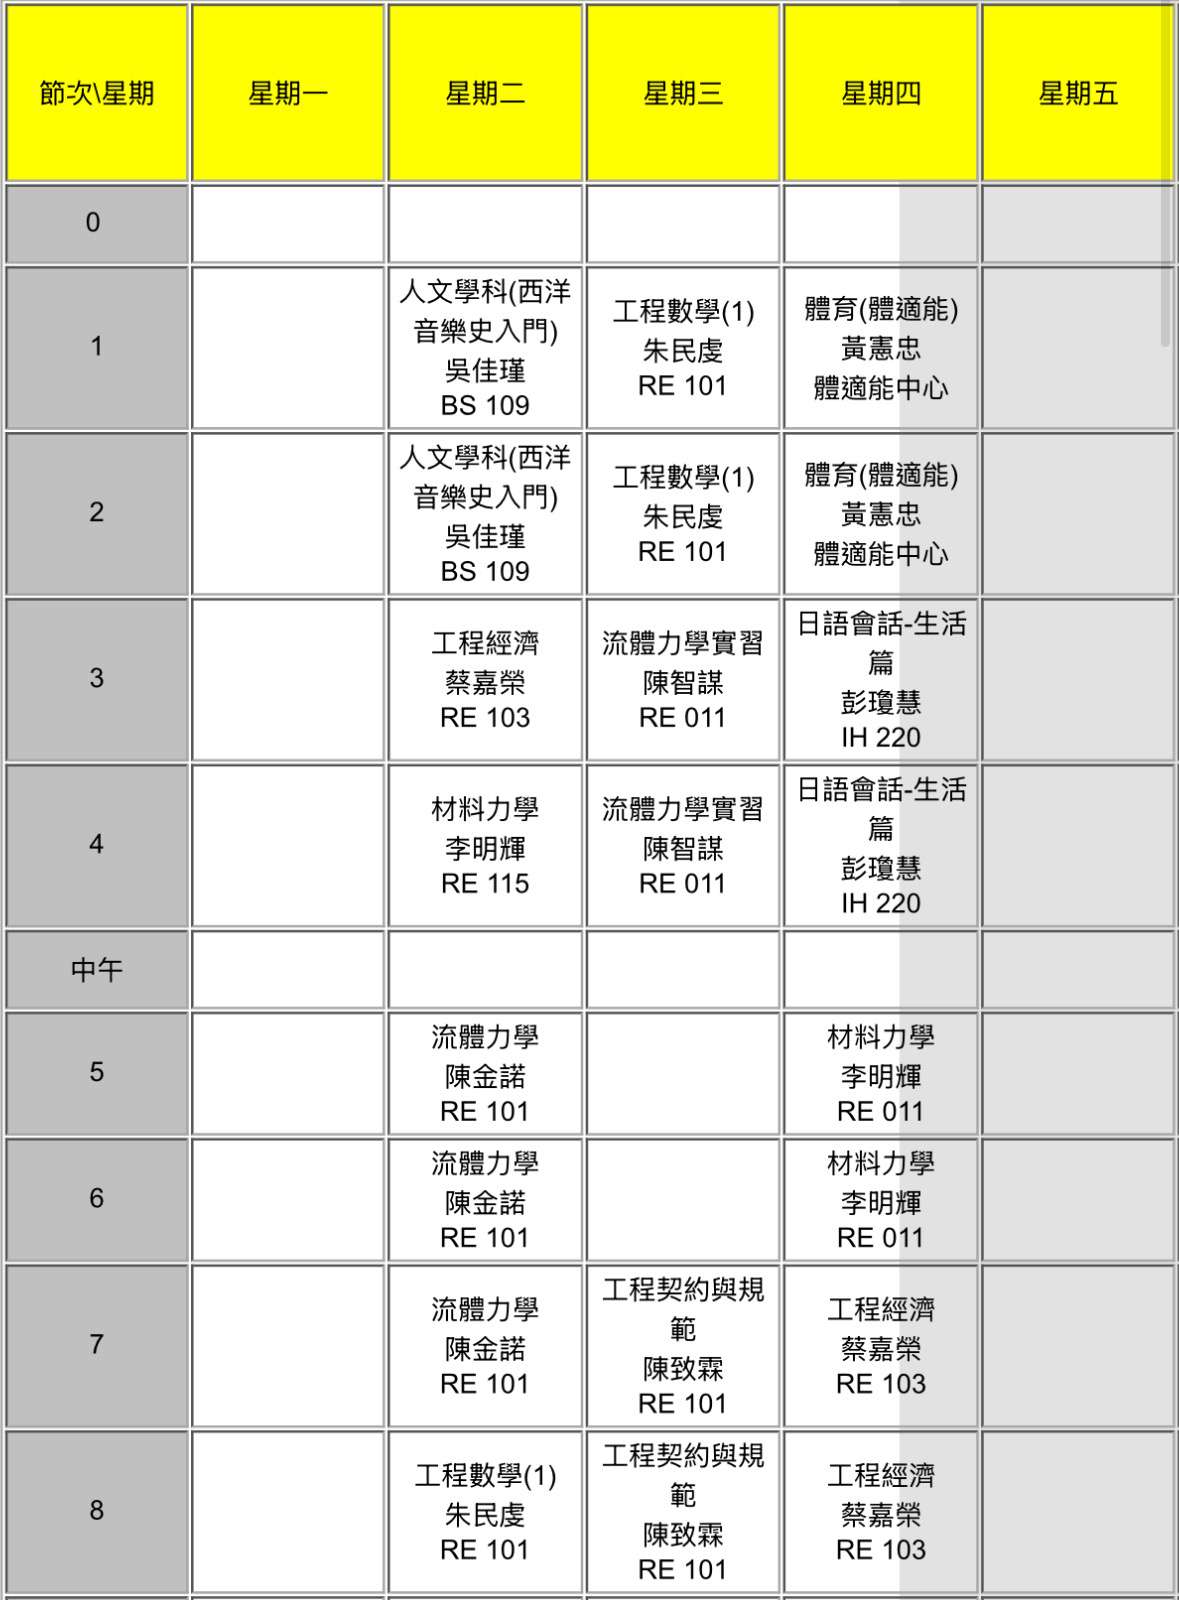 節次\星期 星期一 星期二 星期三 星期四 星期五
0
1
人文學科(西洋
音樂史入門)
吳佳瑾
BS 109
工程數學(1)
朱民虔
RE 101
體育(體適能)
黃憲忠
體適能中心
2
人文學科(西洋
音樂史入門)
吳佳瑾
BS 109
工程數學(1)
朱民虔
RE 101
體育(體適能)
黃憲忠
體適能中心
3
工程經濟
蔡嘉榮
RE 103
流體力學實習
陳智謀
RE 011
日語會話-生活
篇
彭瓊慧
IH 220
4
材料力學
李明輝
RE 115
流體力學實習
陳智謀
RE 011
日語會話-生活
篇
彭瓊慧
IH 220
中午
5
流體力學
陳金諾
RE 101
材料力學
李明輝
RE 011
6
流體力學
陳金諾
RE 101
材料力學
李明輝
RE 011
7
流體力學
陳金諾
RE 101
工程契約與規
範
陳致霖
RE 101
工程經濟
蔡嘉榮
RE 103
8
工程數學(1)
朱民虔
RE 101
工程契約與規
範
陳致霖
RE 101
工程經濟
蔡嘉榮
RE 103